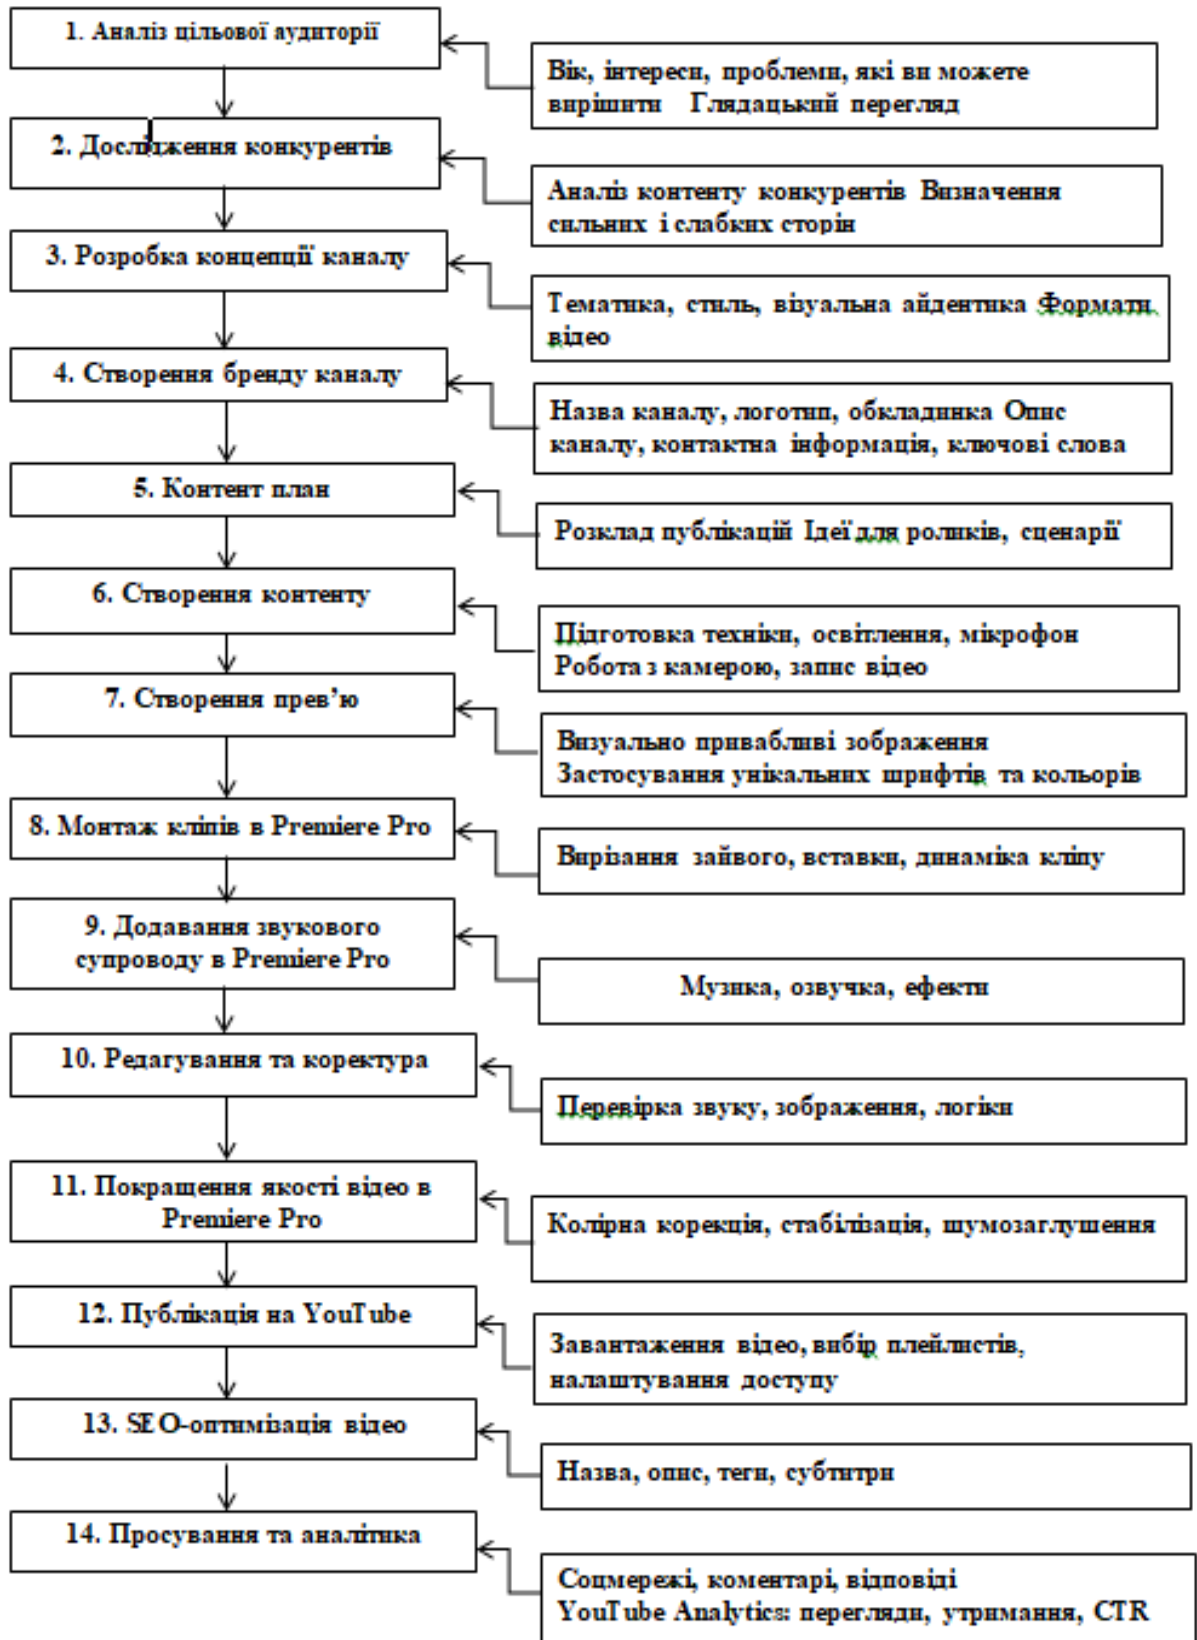 1. Аналіз цільової аудиторії
Вік, інтереси, проблеми, які ви можете
вирішити Глядацький перегляд
2. Дослідження конкурентів
Аналіз контенту конкурентів Визначення
сильних і слабких сторін
3. Розробка концепції каналу
Тематика, стиль, візуальна айдентика Формати
відео
4. Створення бренду каналу
Назва каналу, логотип, обкладинка Опис
каналу, контактна інформація, ключові слова
5. Контент план
Розклад публікацій Ідеї для роликів, сценарії
6. Створення контенту
Підготовка техніки, освітлення, мікрофон
Робота з камерою, запис відео
7. Створення прев’ю
Визуально привабливі зображення
Застосування унікальних шрифтів та кольорів
8. Монтаж кліпів в Premiere Pro
Вирізання зайвого, вставки, динаміка кліпу
9. Додавання звукового
супроводу в Premiere Pro
Музика, озвучка, ефекти
10. Редагування та коректура
Перевірка звуку, зображення, логіки
11. Покращення якості відео в
Premiere Pro
Колірна корекція, стабілізація, шумозаглушення
12. Публікація на YouTube
Завантаження відео, вибір плейлистів,
налаштування доступу
13. SEO-оптимізація відео
Назва, опис, теги, субтитри
14. Просування та аналітика
Соцмережі, коментарі, відповіді
YouTube Analytics: перегляди, утримання, CTR